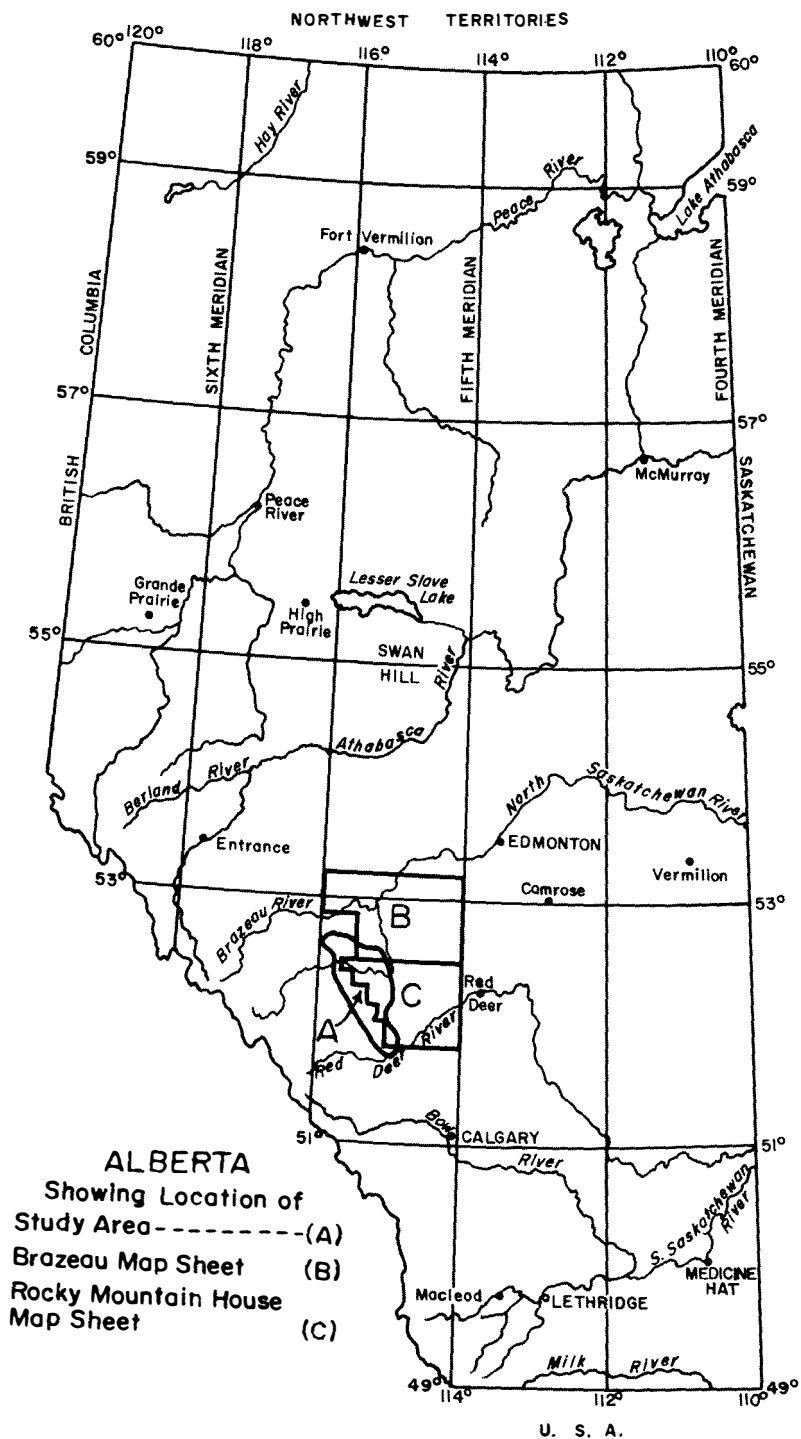 NORTHWEST TERRITORIES
60° 120° 118° 116° 114° 112° 110° 60°
Hay River
59°
Peace River
Lake Athabasca
59°
Fort Vermilion
COLUMBIA
SIXTH MERIDIAN
FIFTH MERIDIAN
FOURTH MERIDIAN
57°
57°
BRITISH
McMurray
SASKATCHEWAN
Peace
River
Grande
Prairie
High
Prairie
Lesser Slave
Lake
55°
SWAN
HILL
River
55°
Athabasca
Berland River
North Saskatchewan River
Entrance
EDMONTON
Vermilion
53°
Camrose
53°
Brazeau River
B
C
Red
Deer
A
Red Deer River
Bow
51°
CALGARY
51°
River
ALBERTA
Showing Location of
Study Area----------(A)
Brazeau Map Sheet (B)
Rocky Mountain House
Map Sheet (C)
S. Saskatchewan
River
MEDICINE
HAT
Macleod
LETHRIDGE
Milk River
49°
49°
114° 112° 110°
U. S. A.